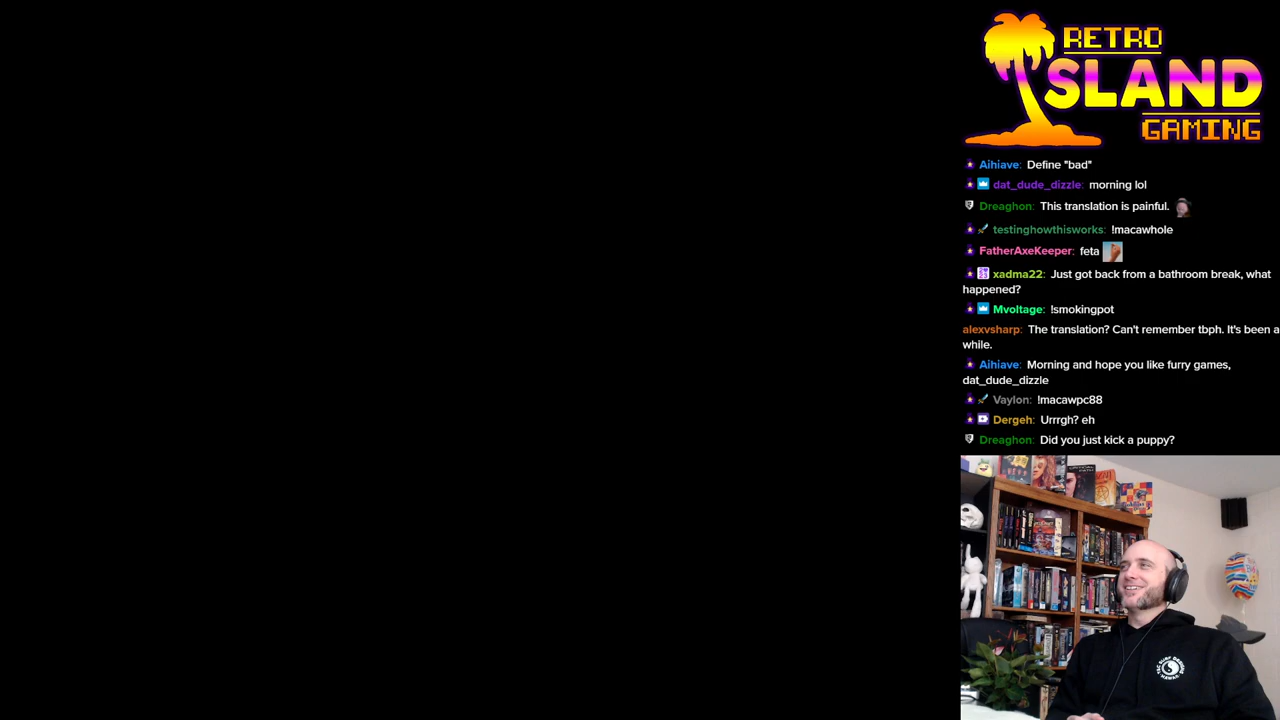 RETRO
ISLAND
GAMING
Aihiave: Define "bad"
dat_dude_dizzle: morning lol
Dreaghon: This translation is painful.
testinghowthisworks: !macawhole
FatherAxeKeeper: feta
xadma22: Just got back from a bathroom break, what
happened?
Mvoltage: !smokingpot
alexvsharp: The translation? Can't remember tbph. It's been a
while.
Aihiave: Morning and hope you like furry games,
dat_dude_dizzle
Vaylon: !macawpc88
Dergeh: Urrrgh? eh
Dreaghon: Did you just kick a puppy?